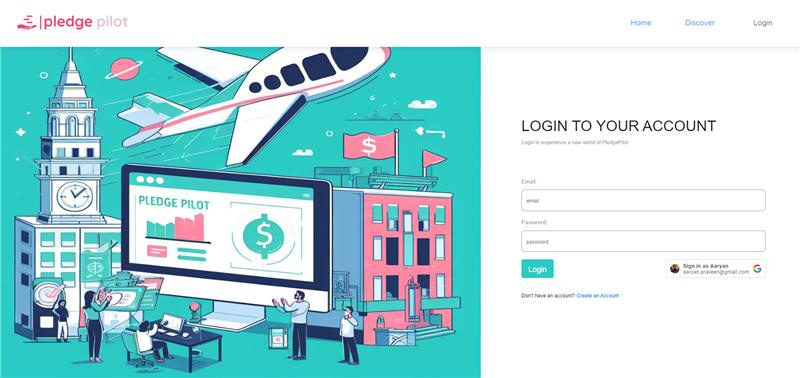 pledge pilot
Home
Discover
Login
PLEDGE PILOT
$
$
LOGIN TO YOUR ACCOUNT
Login to experience a new world of PledgePilot
Email:
email
Password:
password
Login
Sign in as Aaryan
aaryan.praveen@gmail.com
Don't have an account? Create an Account